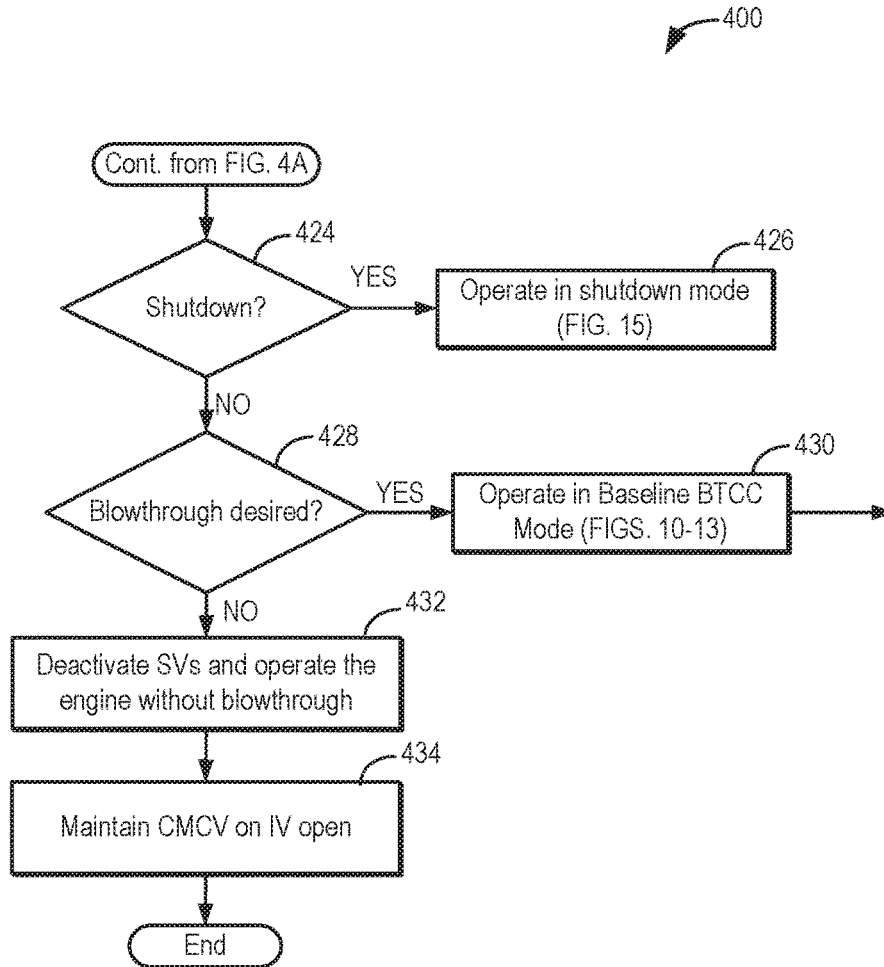 400
Cont. from FIG. 4A
424
Shutdown?
YES
426
Operate in shutdown mode
(FIG. 15)
NO
428
Blowthrough desired?
YES
430
Operate in Baseline BTCC
Mode (FIGS. 10-13)
NO
432
Deactivate SVs and operate the
engine without blowthrough
434
Maintain CMCV on IV open
End